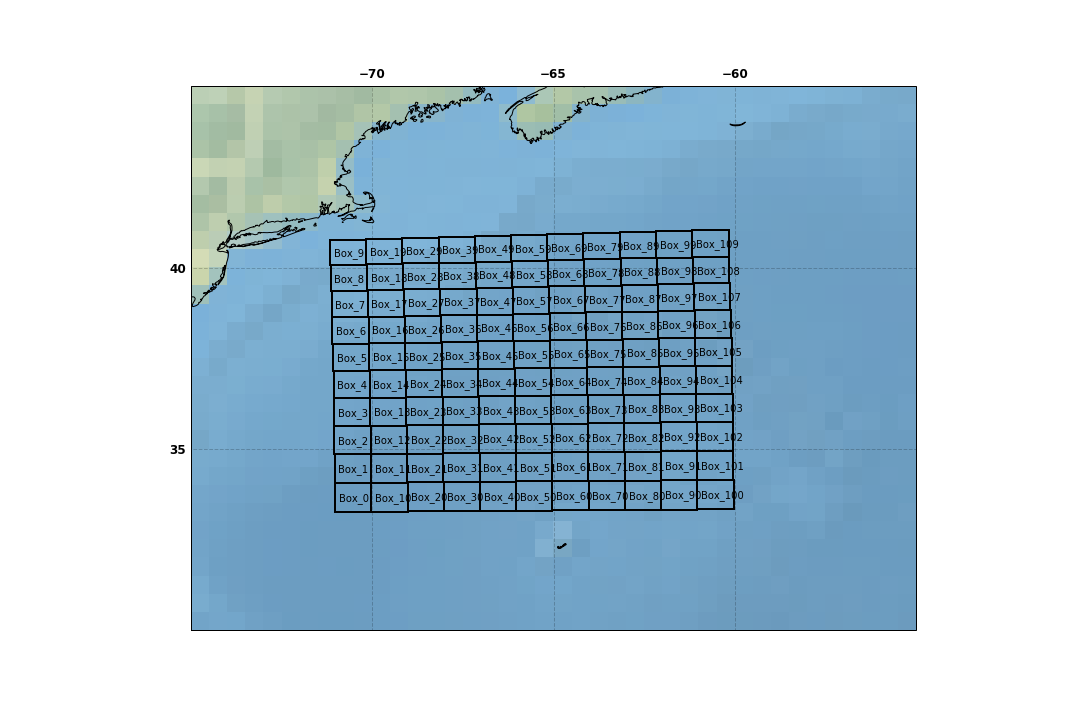 −70 −65 −60
Box_9 Box_19 Box_29 Box_39 Box_49 Box_59 Box_69 Box_79 Box_89 Box_99 Box_109
40
Box_8 Box_18 Box_28 Box_38 Box_48 Box_58 Box_68 Box_78 Box_88 Box_98 Box_108
Box_7 Box_17 Box_27 Box_37 Box_47 Box_57 Box_67 Box_77 Box_87 Box_97 Box_107
Box_6 Box_16 Box_26 Box_36 Box_46 Box_56 Box_66 Box_76 Box_86 Box_96 Box_106
Box_5 Box_15 Box_25 Box_35 Box_45 Box_55 Box_65 Box_75 Box_85 Box_95 Box_105
Box_4 Box_14 Box_24 Box_34 Box_44 Box_54 Box_64 Box_74 Box_84 Box_94 Box_104
Box_3 Box_13 Box_23 Box_33 Box_43 Box_53 Box_63 Box_73 Box_83 Box_93 Box_103
Box_2 Box_12 Box_22 Box_32 Box_42 Box_52 Box_62 Box_72 Box_82 Box_92 Box_102
35
Box_1 Box_11 Box_21 Box_31 Box_41 Box_51 Box_61 Box_71 Box_81 Box_91 Box_101
Box_0 Box_10 Box_20 Box_30 Box_40 Box_50 Box_60 Box_70 Box_80 Box_90 Box_100